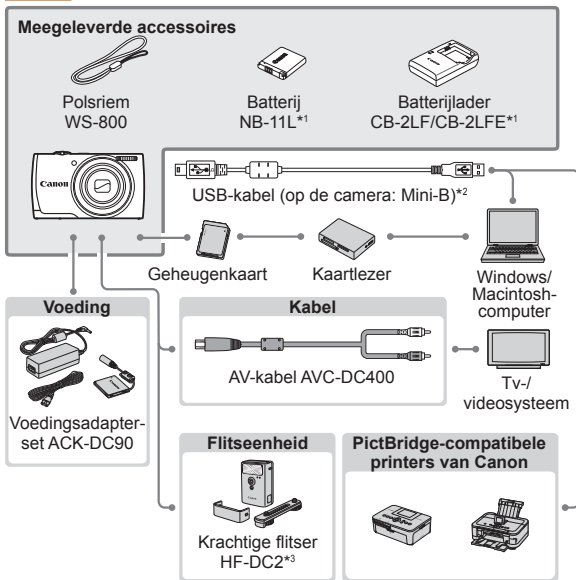 Meegeleverde accessoires
Polsriem
WS-800
Batterij
NB-11L*1
Batterijlader
CB-2LF/CB-2LFE*1
Canon
USB-kabel (op de camera: Mini-B)*2
Geheugenkaart
Kaartlezer
Windows/
Macintosh-
computer
Voeding
Voedingsadapter-
set ACK-DC90
Kabel
AV-kabel AVC-DC400
Tv-/
videosysteem
Flitseenheid
Krachtige flitser
HF-DC2*3
PictBridge-compatibele
printers van Canon